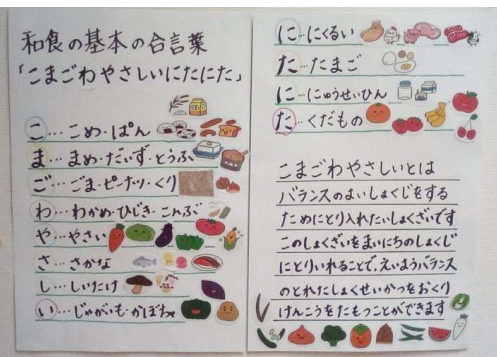 和食の基本の合言葉
「こまごわやさしいにたにた」
こ…こめ・ぱん
ま…まめ・だいず・とうふ
ご…ごま・ピーナッツ・くり
わ…わかめ・ひじき・こんぶ
や…やさい
さ…さかな
し…しいたけ
い…じゃがいも・かぼちゃ
に…にくるい
た…たまご
に…にゅうせいひん
た…くだもの
こまごわやさしいとは
バランスのよいしょくじをする
ためにとり入れたいしょくざいです
このしょくざいをまいにちのしょくじ
にとりいれることで、えいようバランス
のとれたしょくせいかつをおくり
けんこうをたもつことができます